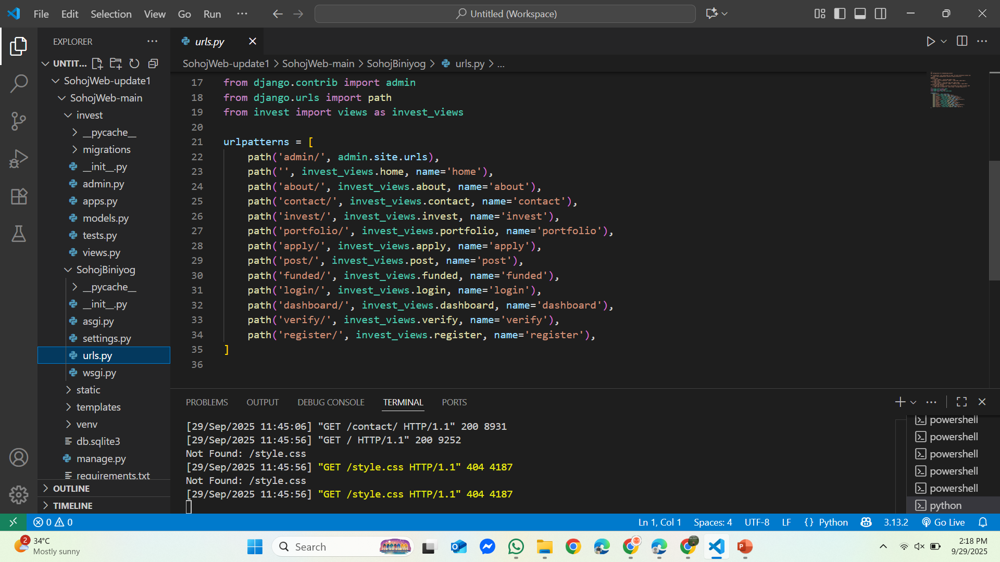 File Edit Selection View Go Run ... Untitled (Workspace)
EXPLORER ...
urls.py
UNTIT...
SohojWeb-update1
SohojWeb-main
invest
__pycache__
migrations
__init__.py
admin.py
apps.py
models.py
tests.py
views.py
SohojBiniyog
__pycache__
__init__.py
asgi.py
settings.py
urls.py
wsgi.py
static
templates
venv
db.sqlite3
manage.py
requirements.txt
OUTLINE
TIMELINE
SohojWeb-update1 > SohojWeb-main > SohojBiniyog > urls.py > ...
17 from django.contrib import admin
18 from django.urls import path
19 from invest import views as invest_views
20
21 urlpatterns = [
22     path('admin/', admin.site.urls),
23     path('', invest_views.home, name='home'),
24     path('about/', invest_views.about, name='about'),
25     path('contact/', invest_views.contact, name='contact'),
26     path('invest/', invest_views.invest, name='invest'),
27     path('portfolio/', invest_views.portfolio, name='portfolio'),
28     path('apply/', invest_views.apply, name='apply'),
29     path('post/', invest_views.post, name='post'),
30     path('funded/', invest_views.funded, name='funded'),
31     path('login/', invest_views.login, name='login'),
32     path('dashboard/', invest_views.dashboard, name='dashboard'),
33     path('verify/', invest_views.verify, name='verify'),
34     path('register/', invest_views.register, name='register'),
35 ]
36
PROBLEMS OUTPUT DEBUG CONSOLE TERMINAL PORTS
[29/Sep/2025 11:45:06] "GET /contact/ HTTP/1.1" 200 8931
[29/Sep/2025 11:45:56] "GET / HTTP/1.1" 200 9252
Not Found: /style.css
[29/Sep/2025 11:45:56] "GET /style.css HTTP/1.1" 404 4187
Not Found: /style.css
[29/Sep/2025 11:45:56] "GET /style.css HTTP/1.1" 404 4187
powershell
powershell
powershell
powershell
powershell
python
0 0 Ln 1, Col 1 Spaces: 4 UTF-8 LF {} Python 3.13.2 Go Live
2
34°C
Mostly sunny
Search
2:18 PM
9/29/2025